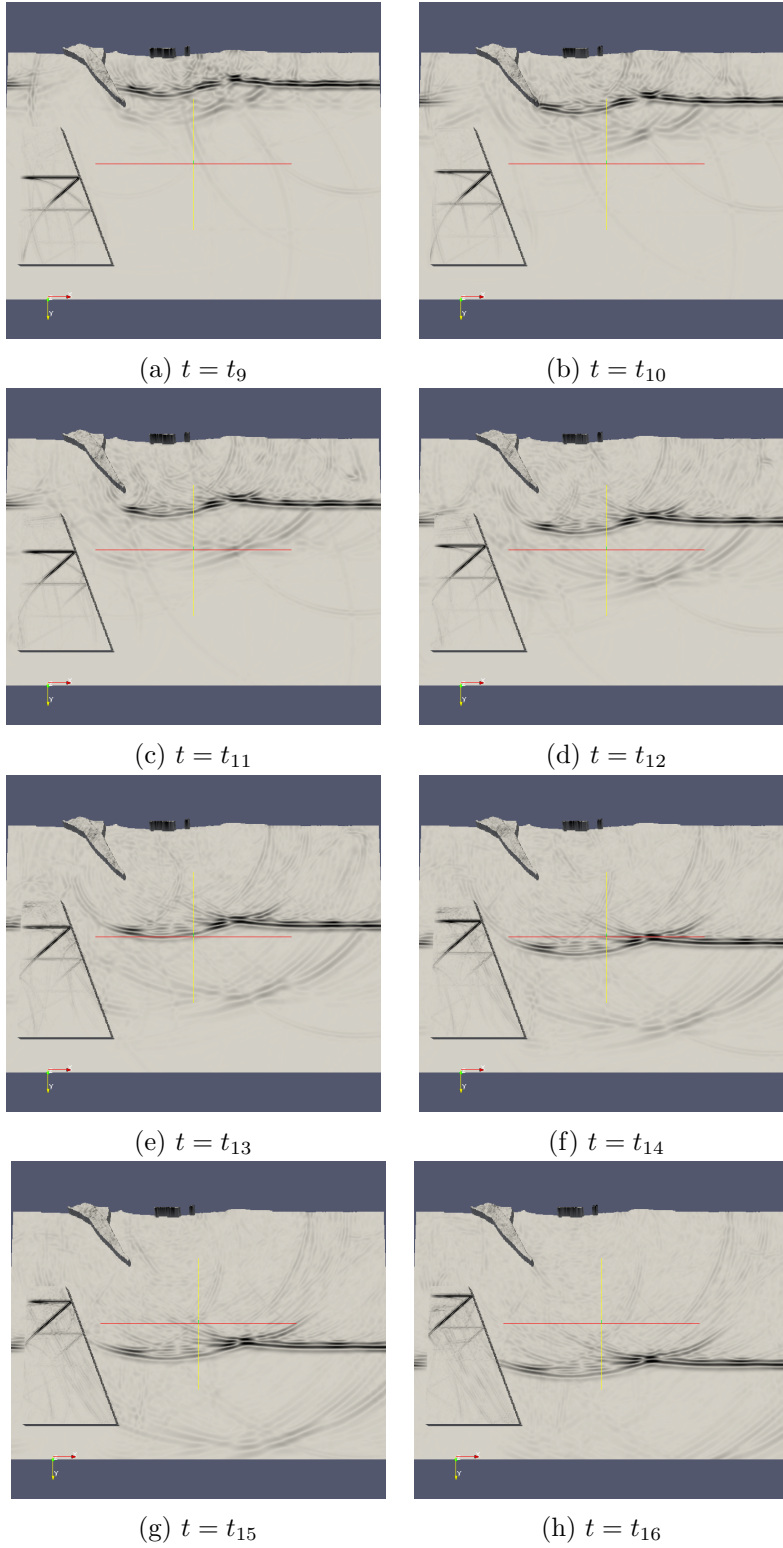 Y
Y
(a) t = t₉
(b) t = t₁₀
Y
Y
(c) t = t₁₁
(d) t = t₁₂
Y
Y
(e) t = t₁₃
(f) t = t₁₄
Y
Y
(g) t = t₁₅
(h) t = t₁₆